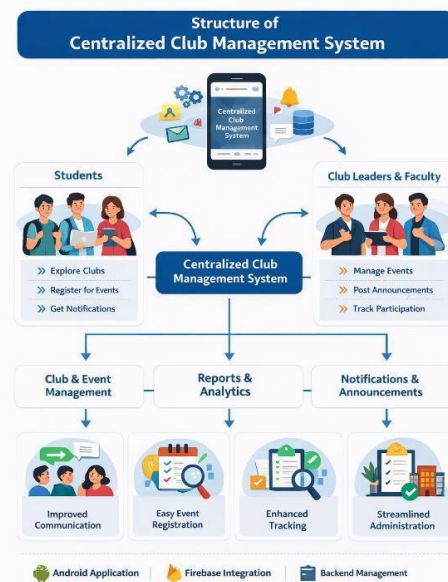 Structure of
Centralized Club Management System
Centralized
Club
Management
System
Students
Explore Clubs
Register for Events
Get Notifications
Club Leaders & Faculty
Manage Events
Post Announcements
Track Participation
Centralized Club
Management System
Club & Event
Management
Reports &
Analytics
Notifications &
Announcements
Improved
Communication
Easy Event
Registration
Enhanced
Tracking
Streamlined
Administration
Android Application
Firebase Integration
Backend Management